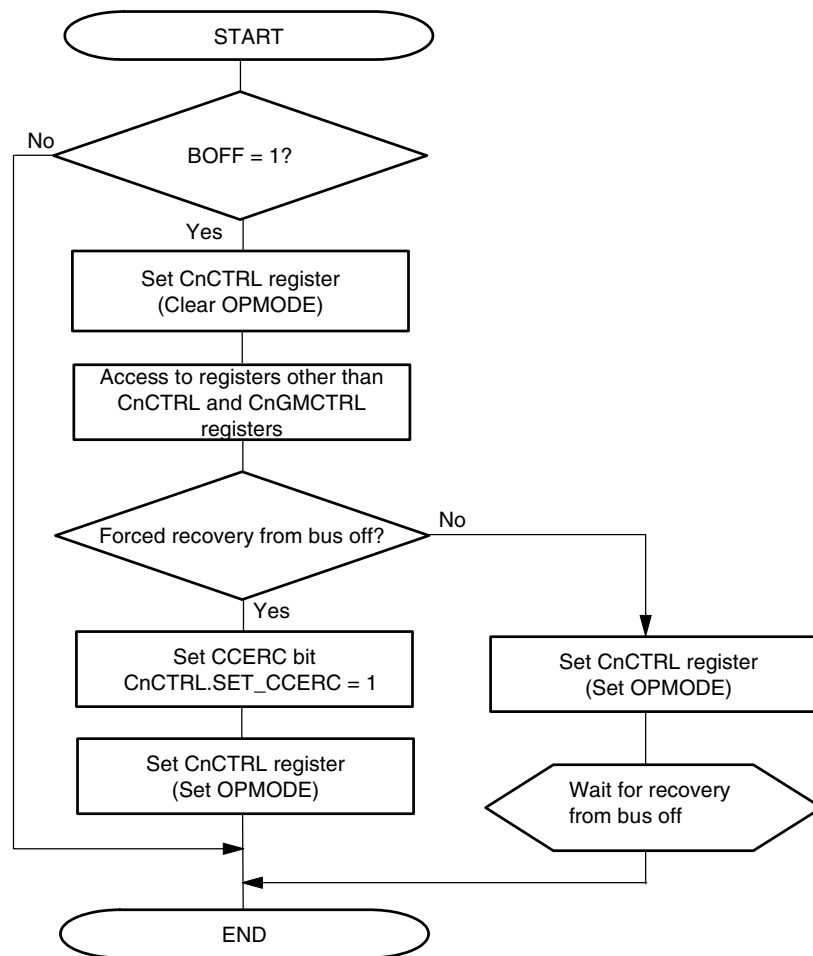 START
No
BOFF = 1?
Yes
Set CnCTRL register
(Clear OPMODE)
Access to registers other than
CnCTRL and CnGMCTRL
registers
Forced recovery from bus off?
No
Yes
Set CCERC bit
CnCTRL.SET_CCERC = 1
Set CnCTRL register
(Set OPMODE)
Set CnCTRL register
(Set OPMODE)
Wait for recovery
from bus off
END